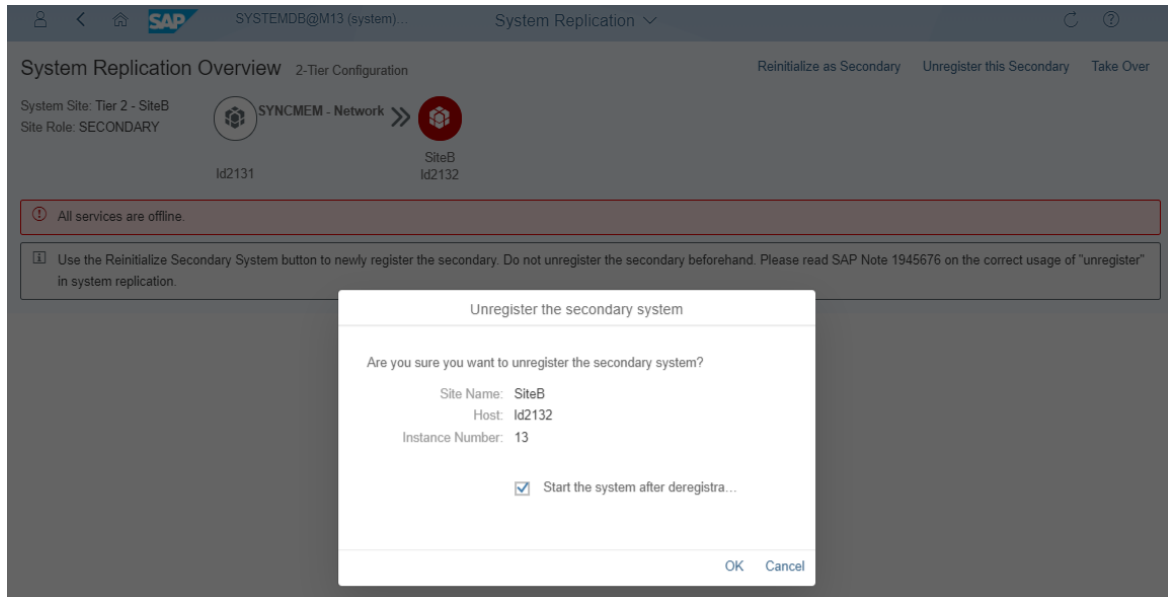 SAP SYSTEMDB@M13 (system)... System Replication
System Replication Overview 2-Tier Configuration Reinitialize as Secondary Unregister this Secondary Take Over
System Site: Tier 2 - SiteB
Site Role: SECONDARY
SYNCMEM - Network
SiteB
ld2131 ld2132
All services are offline.
Use the Reinitialize Secondary System button to newly register the secondary. Do not unregister the secondary beforehand. Please read SAP Note 1945676 on the correct usage of "unregister"
in system replication.
Unregister the secondary system
Are you sure you want to unregister the secondary system?
Site Name: SiteB
Host: ld2132
Instance Number: 13
Start the system after deregistra...
OK Cancel